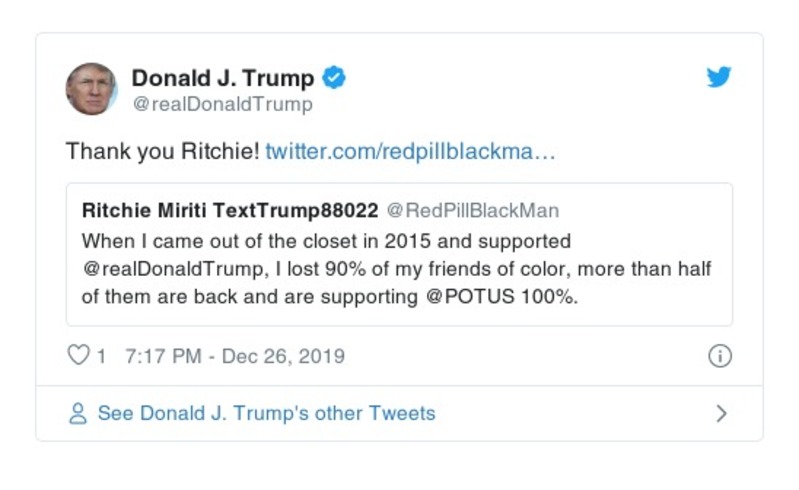 Donald J. Trump
@realDonaldTrump
Thank you Ritchie! twitter.com/redpillblackma…
Ritchie Miriti TextTrump88022 @RedPillBlackMan
When I came out of the closet in 2015 and supported
@realDonaldTrump, I lost 90% of my friends of color, more than half
of them are back and are supporting @POTUS 100%.
1 7:17 PM - Dec 26, 2019
See Donald J. Trump's other Tweets